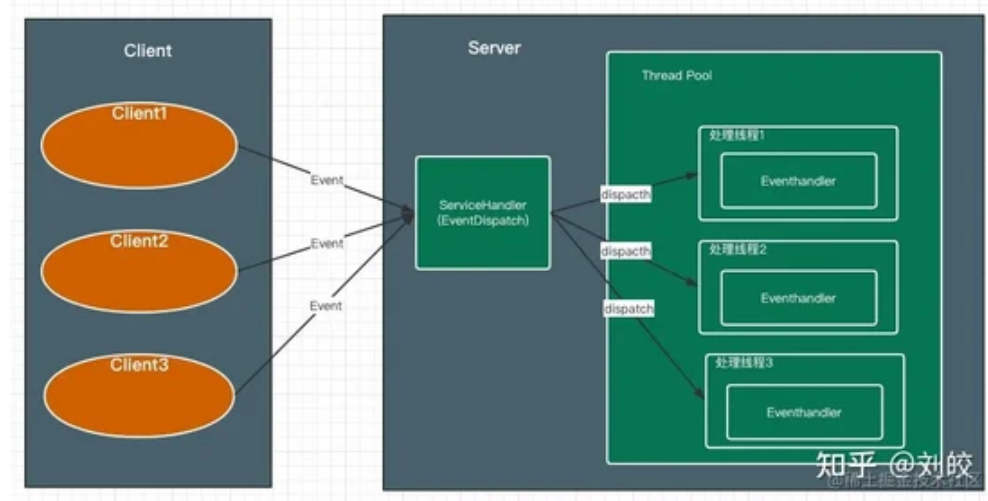 Client
Client1
Client2
Client3
Event
Event
Event
Server
ServiceHandler
(EventDispatch)
dispacth
dispacth
dispatch
Thread Pool
处理线程1
Eventhandler
处理线程2
Eventhandler
处理线程3
Eventhandler
知乎 @刘皎
@稀土掘金技术社区